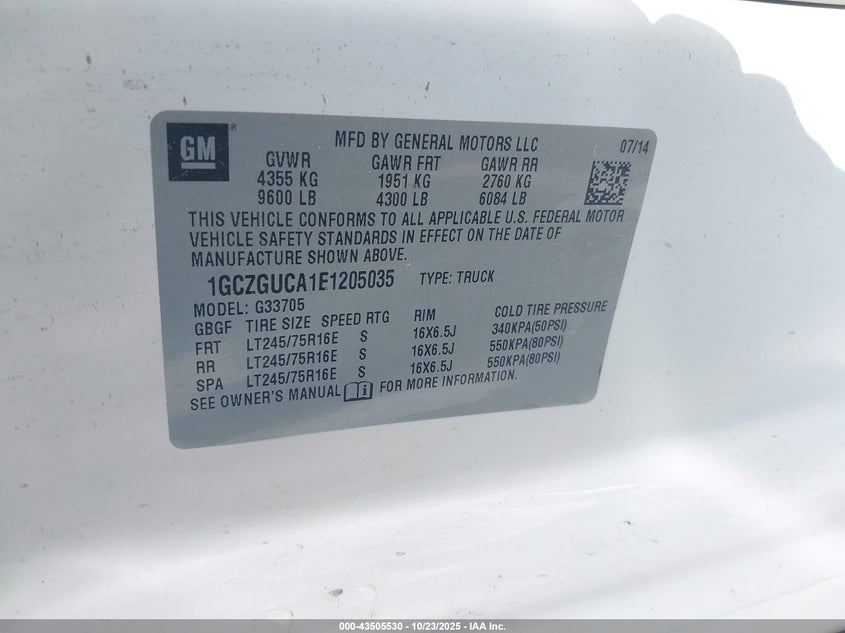 GM ®
MFD BY GENERAL MOTORS LLC 07/14
GVWR GAWR FRT GAWR RR
4355 KG 1951 KG 2760 KG
9600 LB 4300 LB 6084 LB
THIS VEHICLE CONFORMS TO ALL APPLICABLE U.S. FEDERAL MOTOR
VEHICLE SAFETY STANDARDS IN EFFECT ON THE DATE OF
MANUFACTURE SHOWN ABOVE.
1GCZGUCA1E1205035 TYPE: TRUCK
MODEL: G33705
GBGF TIRE SIZE SPEED RTG RIM COLD TIRE PRESSURE
FRT LT245/75R16E S 16X6.5J 340KPA(50PSI)
RR LT245/75R16E S 16X6.5J 550KPA(80PSI)
SPA LT245/75R16E S 16X6.5J 550KPA(80PSI)
SEE OWNER'S MANUAL FOR MORE INFORMATION.
000-43505530 - 10/23/2025 - IAA Inc.